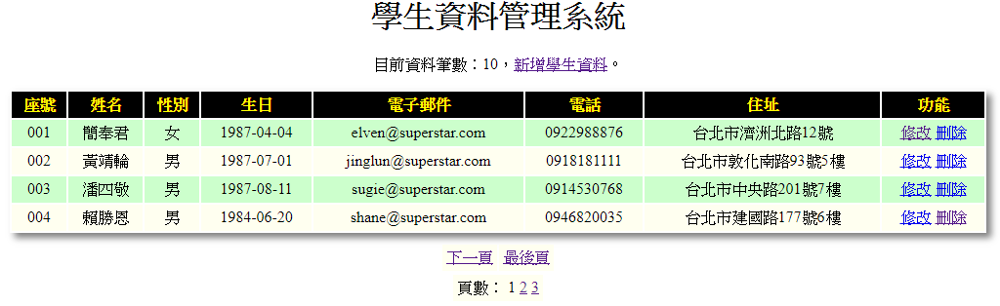 學生資料管理系統
目前資料筆數：10，新增學生資料。
座號 姓名 性別 生日 電子郵件 電話 住址 功能
001 簡奉君 女 1987-04-04 elven@superstar.com 0922988876 台北市濟洲北路12號 修改 刪除
002 黃靖輪 男 1987-07-01 jinglun@superstar.com 0918181111 台北市敦化南路93號5樓 修改 刪除
003 潘四敬 男 1987-08-11 sugie@superstar.com 0914530768 台北市中央路201號7樓 修改 刪除
004 賴勝恩 男 1984-06-20 shane@superstar.com 0946820035 台北市建國路177號6樓 修改 刪除
下一頁 最後頁
頁數： 1 2 3